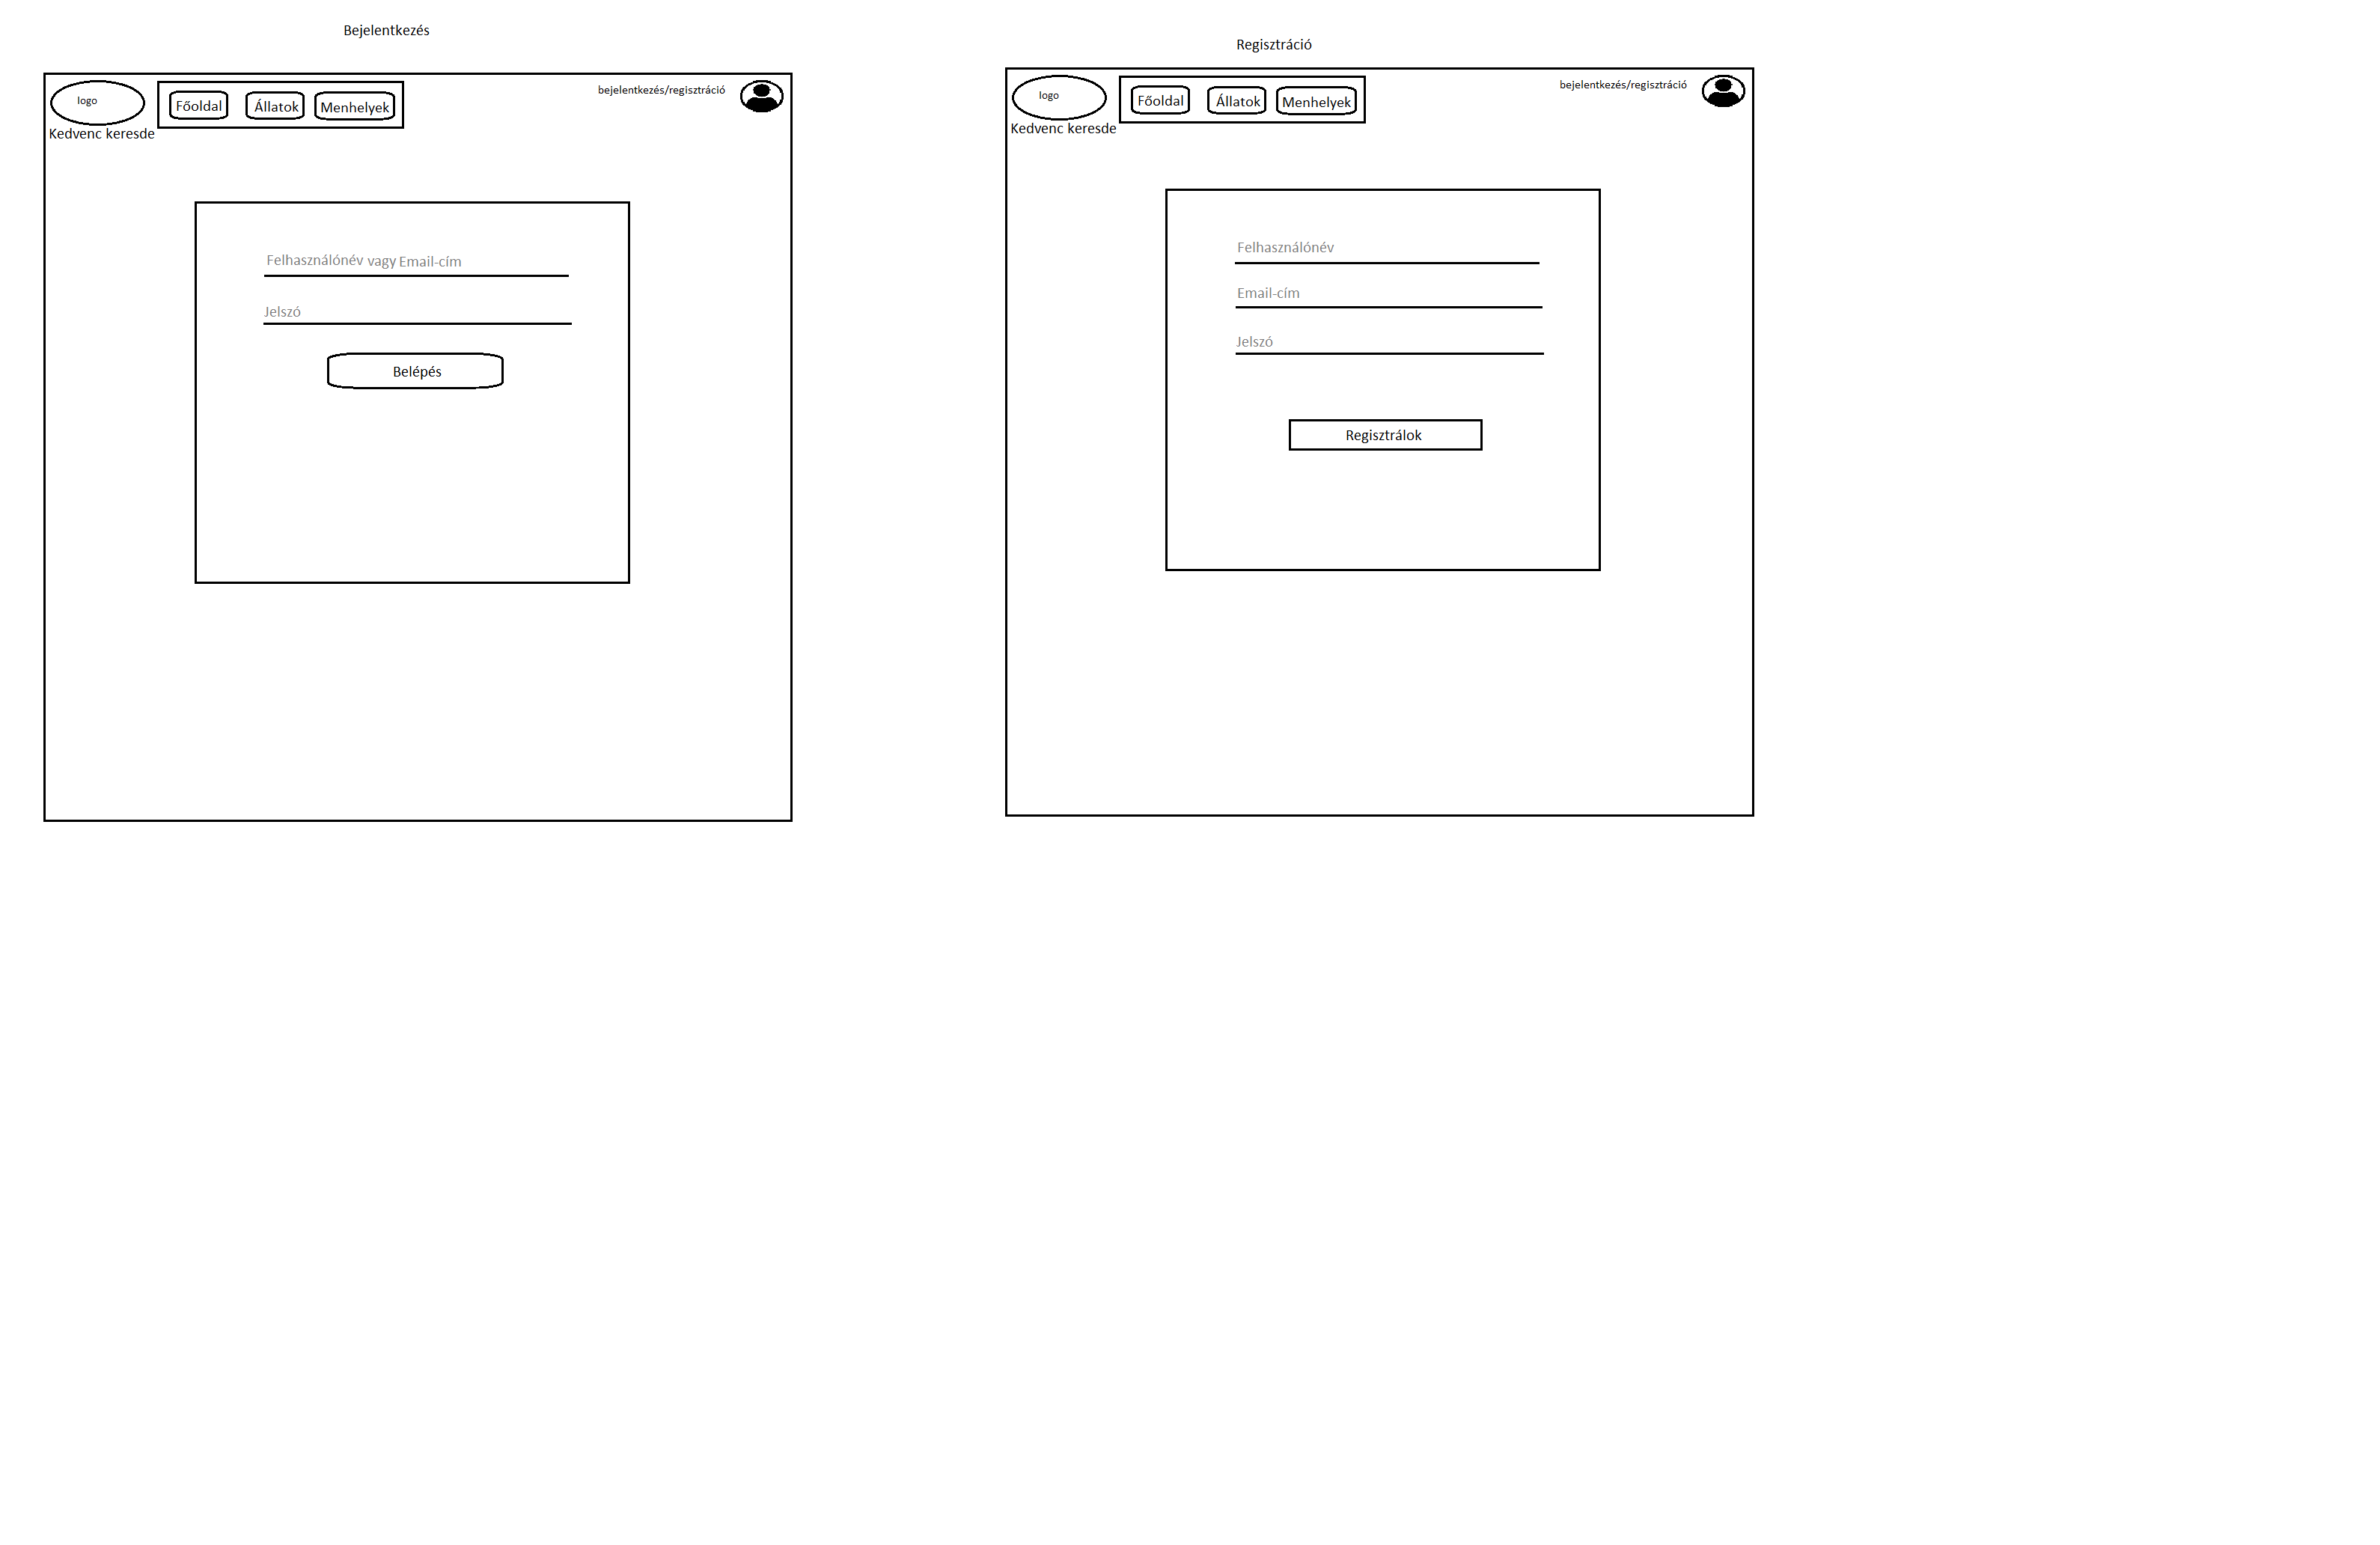 Bejelentkezés
logo
Kedvenc keresde
Főoldal
Állatok
Menhelyek
bejelentkezés/regisztráció
Felhasználónév vagy Email-cím
Jelszó
Belépés
Regisztráció
logo
Kedvenc keresde
Főoldal
Állatok
Menhelyek
bejelentkezés/regisztráció
Felhasználónév
Email-cím
Jelszó
Regisztrálok